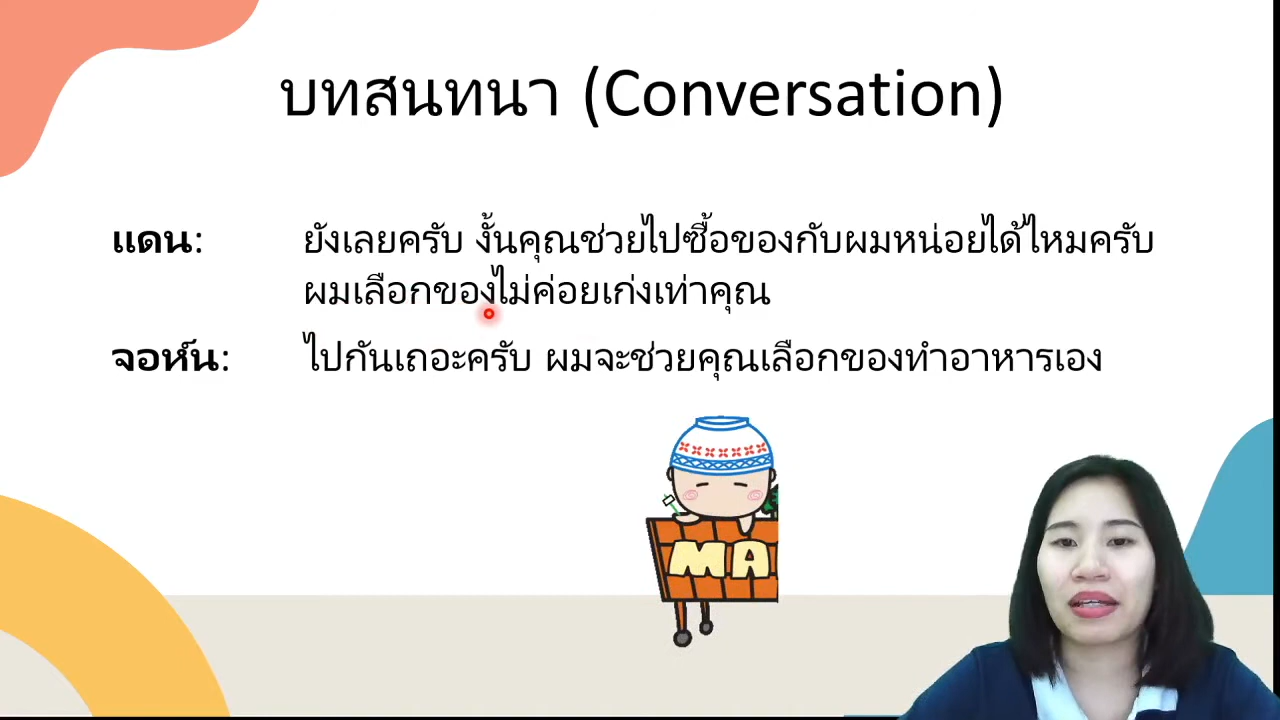 บทสนทนา (Conversation)
แดน: ยังเลยครับ งั้นคุณช่วยไปซื้อของกับผมหน่อยได้ไหมครับ
ผมเลือกของไม่ค่อยเก่งเท่าคุณ
จอห์น: ไปกันเถอะครับ ผมจะช่วยคุณเลือกของทำอาหารเอง
MA